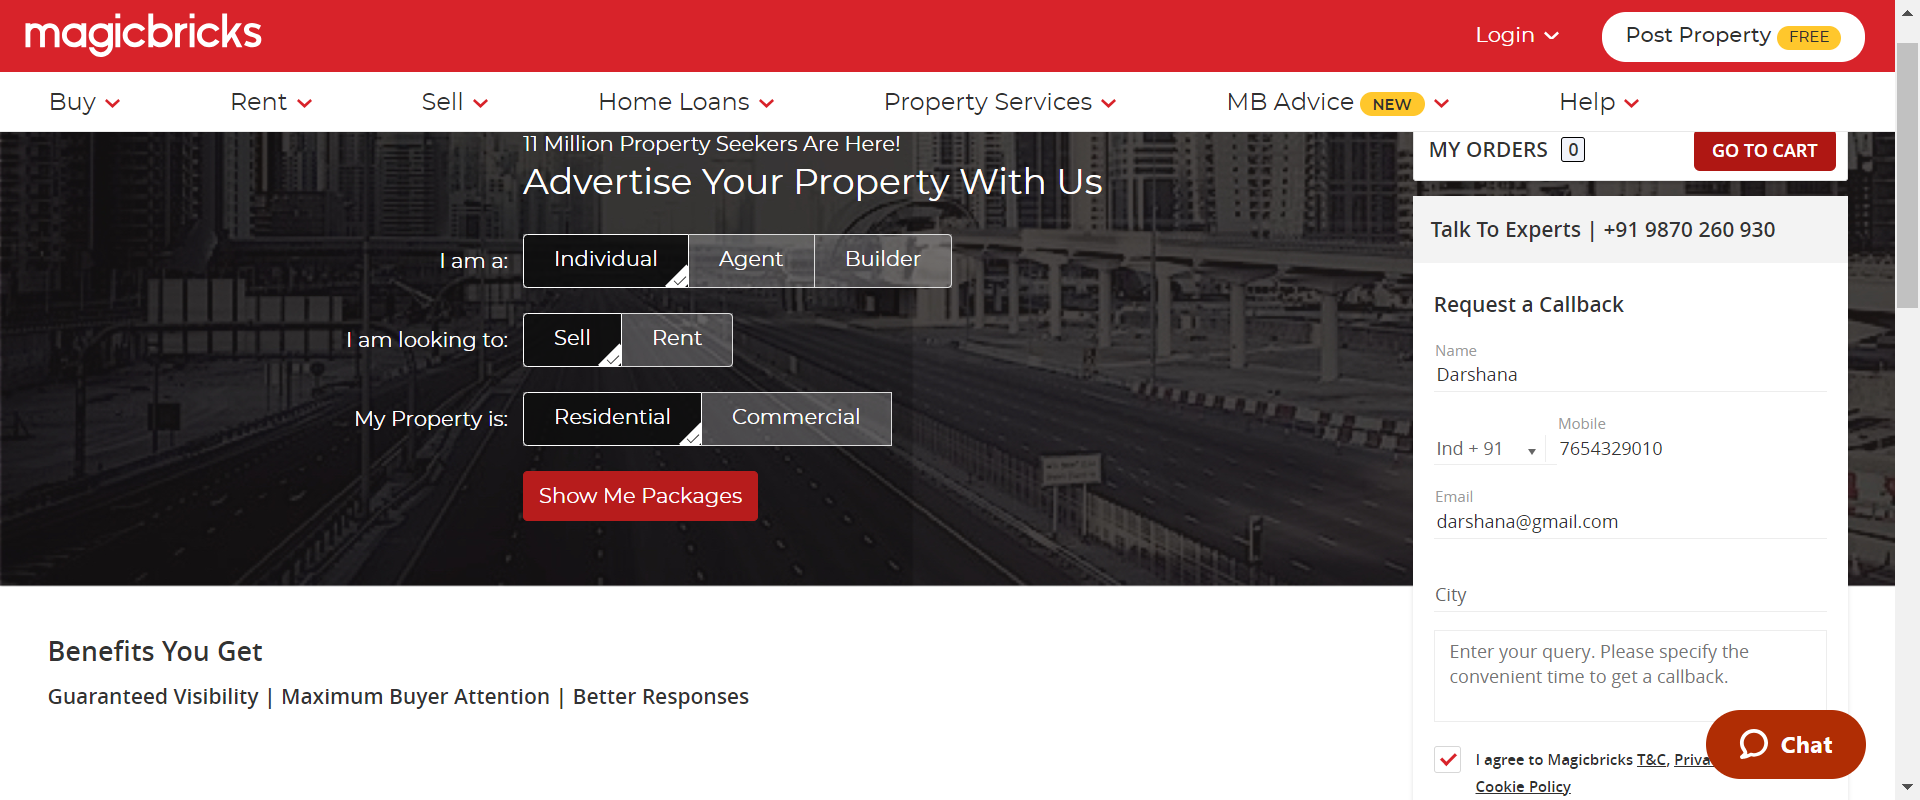 magicbricks
Login
Post Property FREE
Buy
Rent
Sell
Home Loans
Property Services
MB Advice NEW
Help
11 Million Property Seekers Are Here!
Advertise Your Property With Us
I am a:
Individual
Agent
Builder
I am looking to:
Sell
Rent
My Property is:
Residential
Commercial
Show Me Packages
MY ORDERS 0
GO TO CART
Talk To Experts | +91 9870 260 930
Request a Callback
Name
Darshana
Mobile
Ind + 91
7654329010
Email
darshana@gmail.com
City
Enter your query. Please specify the
convenient time to get a callback.
I agree to Magicbricks T&C,
Cookie Policy
Chat
Benefits You Get
Guaranteed Visibility | Maximum Buyer Attention | Better Responses